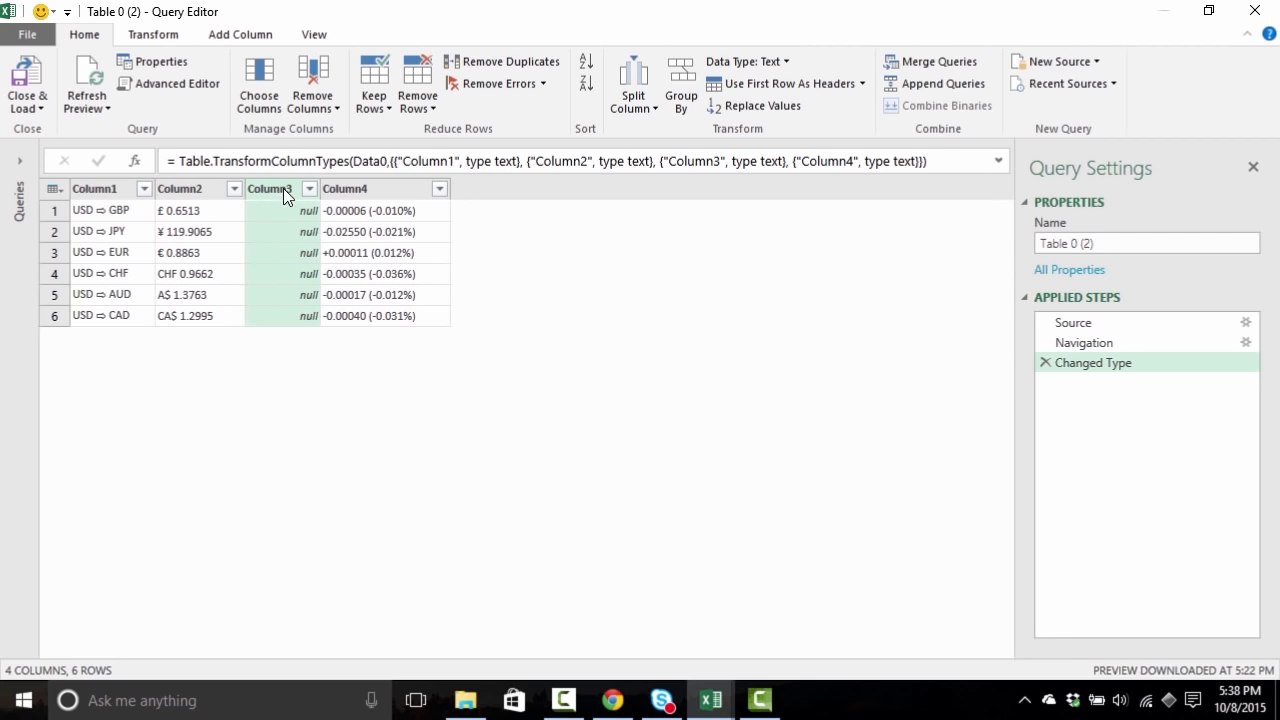 Table 0 (2) - Query Editor
File Home Transform Add Column View
Close & Load
Refresh Preview
Properties
Advanced Editor
Choose Columns
Remove Columns
Keep Rows
Remove Rows
Remove Duplicates
Remove Errors
Split Column
Group By
Data Type: Text
Use First Row As Headers
Replace Values
Merge Queries
Append Queries
Combine Binaries
New Source
Recent Sources
Close Query Manage Columns Reduce Rows Sort Transform Combine New Query
fx = Table.TransformColumnTypes(Data0,{{"Column1", type text}, {"Column2", type text}, {"Column3", type text}, {"Column4", type text}})
Queries
Column1 Column2 Column3 Column4
1 USD ⇨ GBP £ 0.6513 null -0.00006 (-0.010%)
2 USD ⇨ JPY ¥ 119.9065 null -0.02550 (-0.021%)
3 USD ⇨ EUR € 0.8863 null +0.00011 (0.012%)
4 USD ⇨ CHF CHF 0.9662 null -0.00035 (-0.036%)
5 USD ⇨ AUD A$ 1.3763 null -0.00017 (-0.012%)
6 USD ⇨ CAD CA$ 1.2995 null -0.00040 (-0.031%)
Query Settings
PROPERTIES
Name
Table 0 (2)
All Properties
APPLIED STEPS
Source
Navigation
Changed Type
4 COLUMNS, 6 ROWS PREVIEW DOWNLOADED AT 5:22 PM
Ask me anything
5:38 PM
10/8/2015